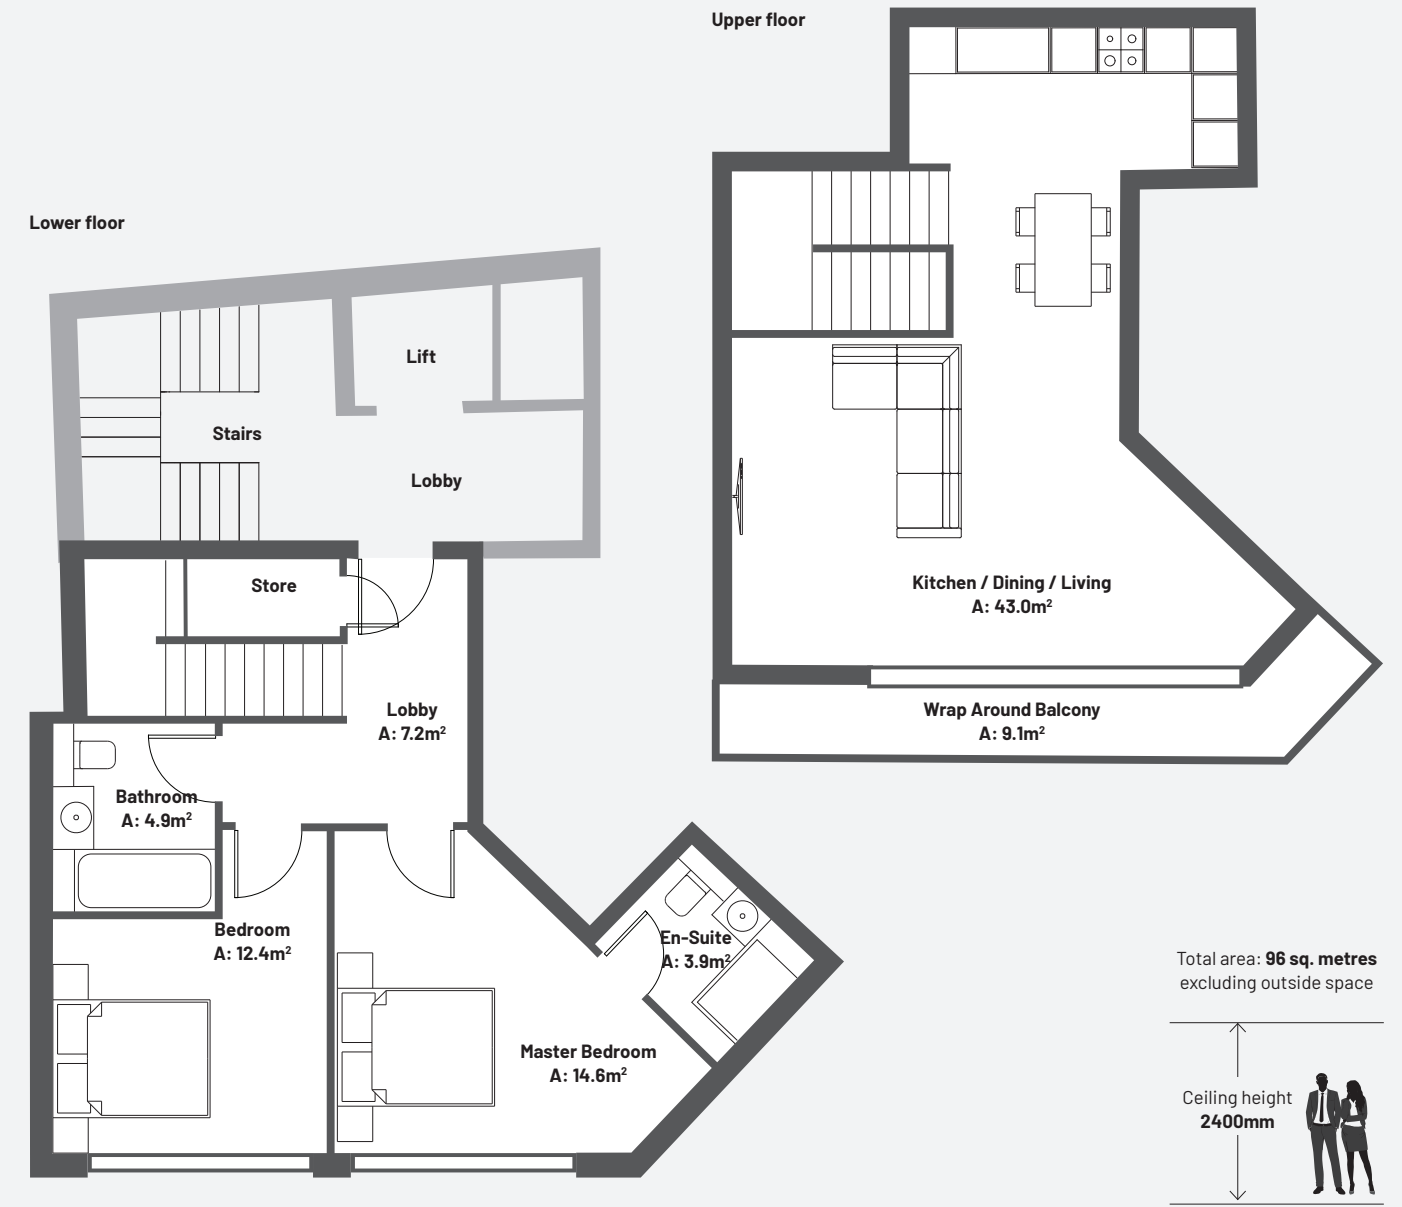 Upper floor
Lower floor
Lift
Stairs
Lobby
Store
Lobby
A: 7.2m²
Bathroom
A: 4.9m²
Bedroom
A: 12.4m²
En-Suite
A: 3.9m²
Master Bedroom
A: 14.6m²
Kitchen / Dining / Living
A: 43.0m²
Wrap Around Balcony
A: 9.1m²
Total area: 96 sq. metres
excluding outside space
Ceiling height
2400mm